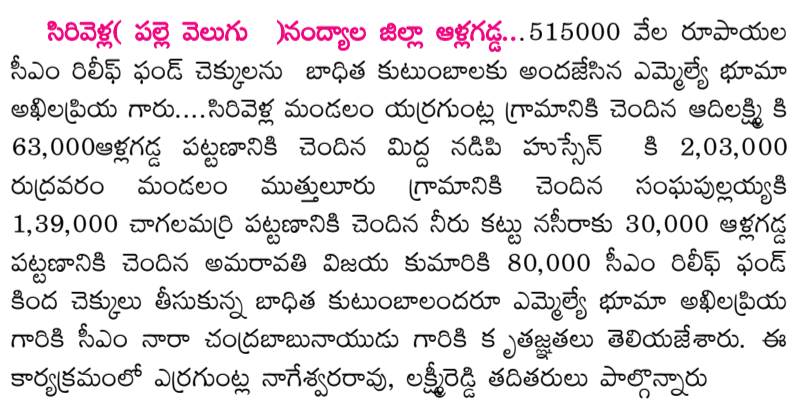 సిరివెళ్ల( పల్లె వెలుగు )నంద్యాల జిల్లా ఆళ్లగడ్డ...515000 వేల రూపాయల
సీఎం రిలీఫ్ ఫండ్ చెక్కులను బాధిత కుటుంబాలకు అందజేసిన ఎమ్మెల్యే భూమా
అఖిలప్రియ గారు....సిరివెళ్ల మండలం యర్రగుంట్ల గ్రామానికి చెందిన ఆదిలక్ష్మి కి
63,000ఆళ్లగడ్డ పట్టణానికి చెందిన మిద్ద నడిపి హుస్సేన్ కి 2,03,000
రుద్రవరం మండలం ముత్తులూరు గ్రామానికి చెందిన సంఘపుల్లయ్యకి
1,39,000 చాగలమర్రి పట్టణానికి చెందిన నీరు కట్టు నసీరాకు 30,000 ఆళ్లగడ్డ
పట్టణానికి చెందిన అమరావతి విజయ కుమారికి 80,000 సీఎం రిలీఫ్ ఫండ్
కింద చెక్కులు తీసుకున్న బాధిత కుటుంబాలందరూ ఎమ్మెల్యే భూమా అఖిలప్రియ
గారికి సీఎం నారా చంద్రబాబునాయుడు గారికి క ృతజ్ఞతలు తెలియజేశారు. ఈ
కార్యక్రమంలో ఎర్రగుంట్ల నాగేశ్వరరావు, లక్ష్మీరెడ్డి తదితరులు పాల్గొన్నారు